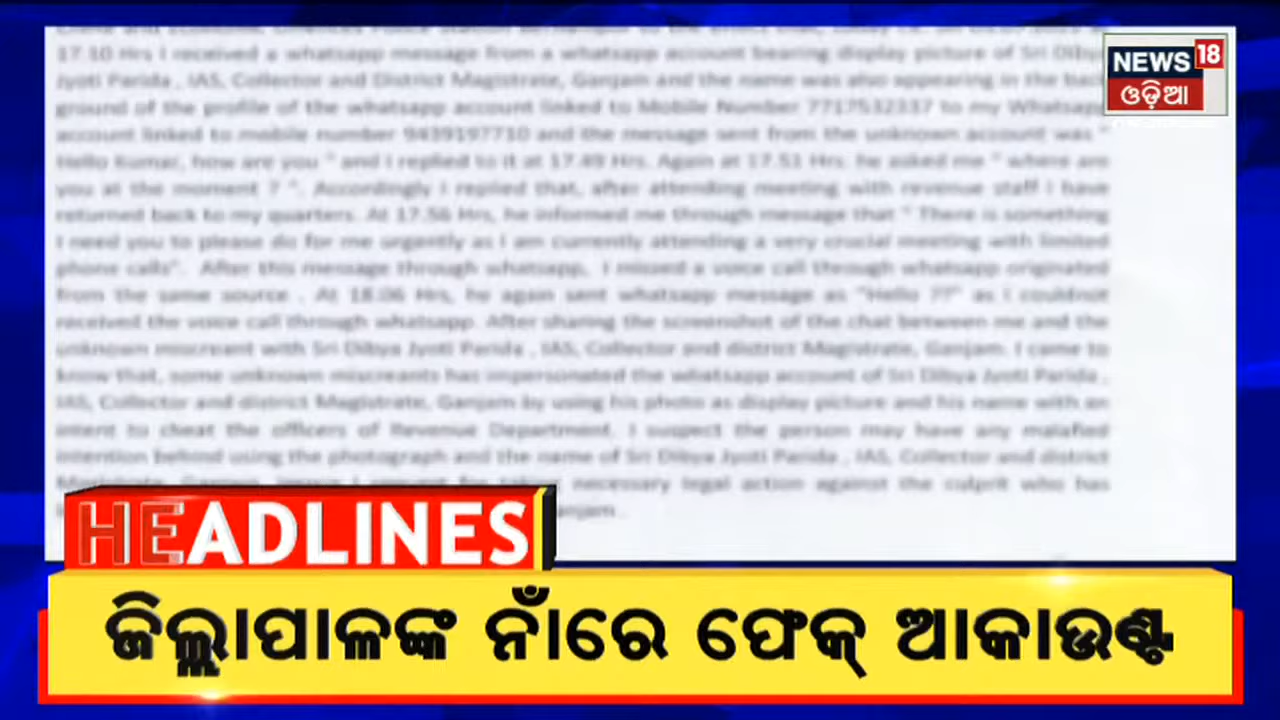 17.10 Hrs I received a whatsapp message from a whatsapp account bearing display picture of Sri Dibya
Jyoti Parida , IAS, Collector and District Magistrate, Ganjam and the name was also appearing in the back
ground of the profile of the whatsapp account linked to Mobile Number to my Whatsapp
account linked to mobile number 9439197710 and the message sent from the unknown account was "
Hello Kumar, how are you " and I replied to it at 17.49 Hrs. Again at 17.51 Hrs. he asked me " where are
you at the moment ? ". Accordingly I replied that, after attending meeting with revenue staff I have
returned back to my quarters. At 17.56 Hrs, he informed me through message that " There is something
I need you to please do for me urgently as I am currently attending a very crucial meeting with limited
phone calls". After this message through whatsapp, I missed a voice call through whatsapp originated
from the same source . At 18.06 Hrs, he again sent whatsapp message as "Hello ??" as I couldnot
received the voice call through whatsapp. After sharing the screenshot of the chat between me and the
unknown miscreant with Sri Dibya Jyoti Parida , IAS, Collector and district Magistrate, Ganjam. I came to
know that, some unknown miscreants has impersonated the whatsapp account of Sri Dibya Jyoti Parida ,
IAS, Collector and district Magistrate, Ganjam by using his photo as display picture and his name with an
intent to cheat the officers of Revenue Department. I suspect the person may have any malafied
intention behind using the photograph and the name of Sri Dibya Jyoti Parida , IAS, Collector and district
necessary legal action against the culprit who has
NEWS 18
ଓଡ଼ିଆ
HEADLINES
ଜିଲ୍ଲାପାଳଙ୍କ ନାଁରେ ଫେକ୍ ଆକାଉଣ୍ଟ